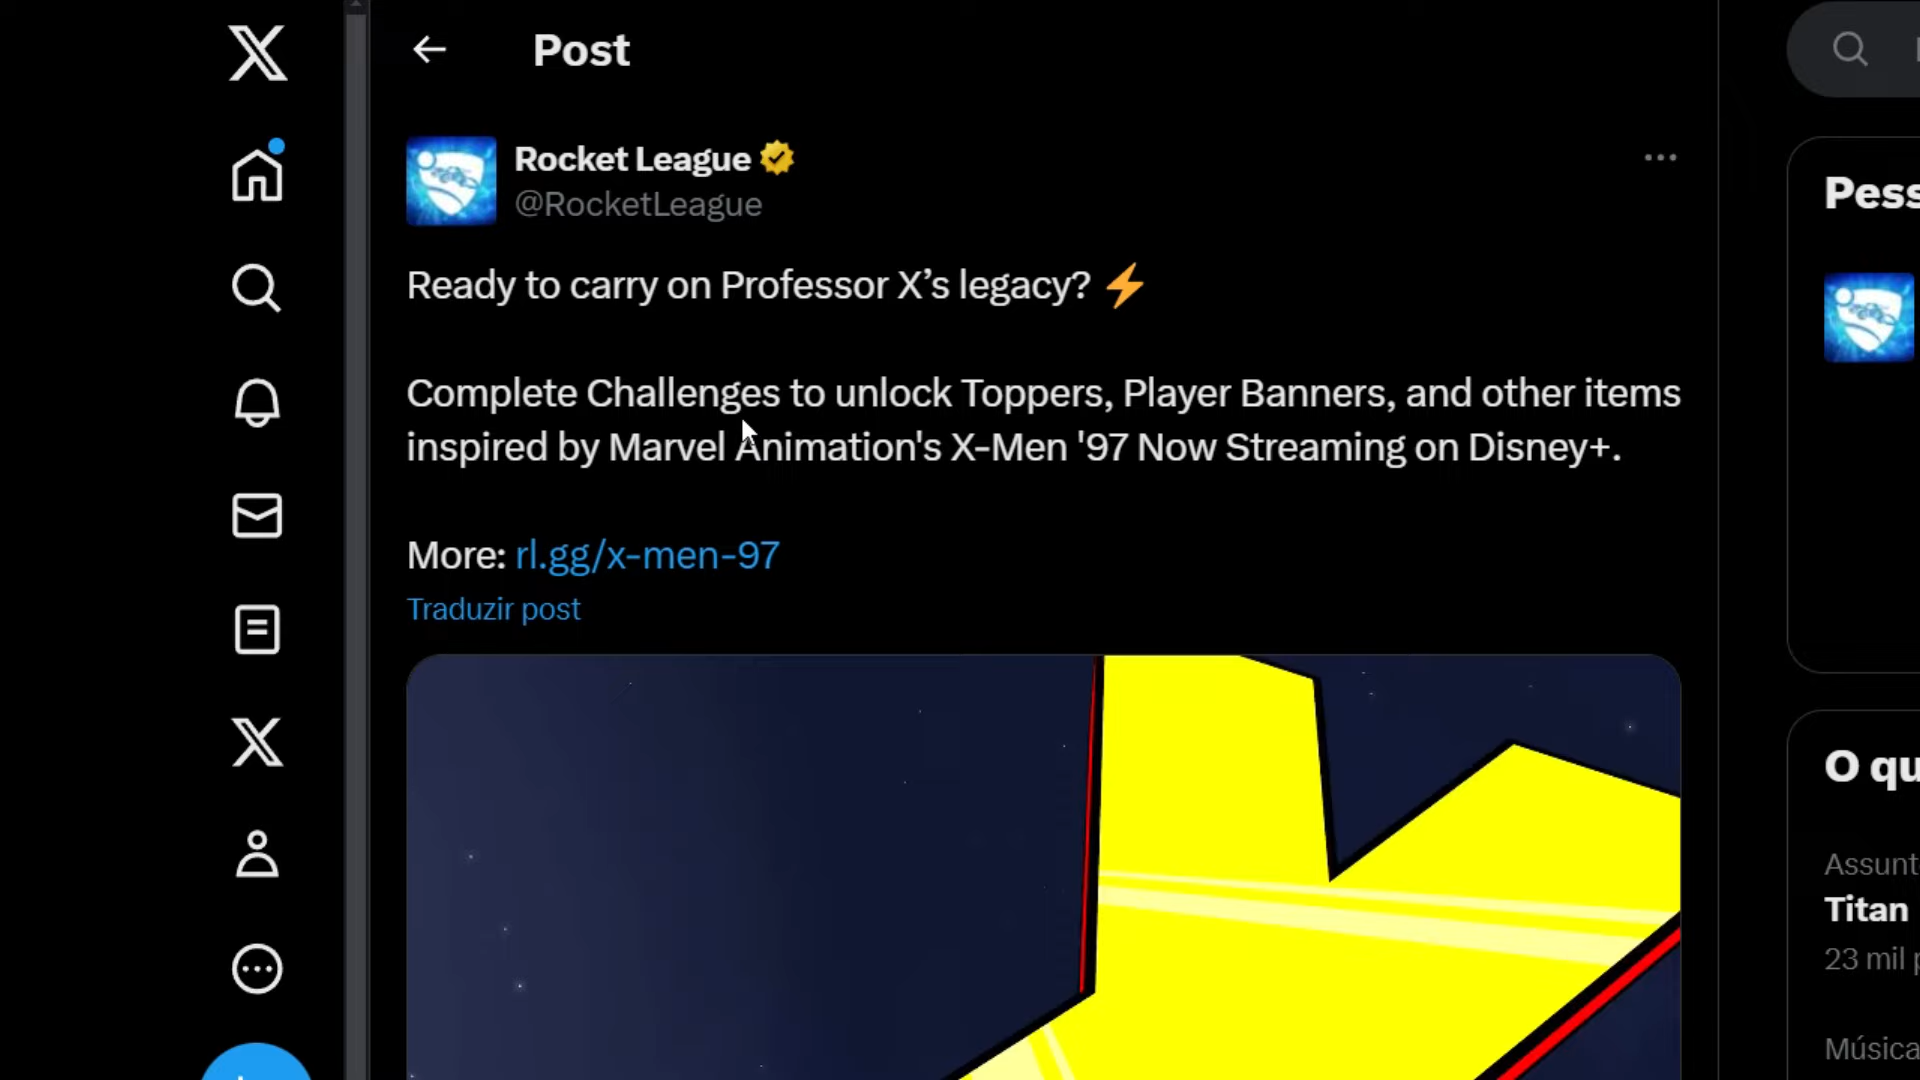 Post
Rocket League
@RocketLeague
Ready to carry on Professor X’s legacy? ⚡
Complete Challenges to unlock Toppers, Player Banners, and other items
inspired by Marvel Animation's X-Men '97 Now Streaming on Disney+.
More: rl.gg/x-men-97
Traduzir post
Pess
O qu
Assunt
Titan
23 mil p
Música